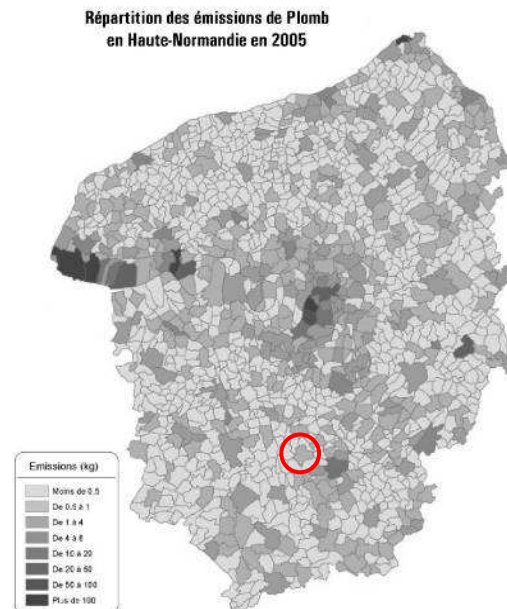 Répartition des émissions de Plomb
en Haute-Normandie en 2005
Emissions (kg)
Moins de 0.5
De 0.5 à 1
De 1 à 4
De 4 à 8
De 10 à 20
De 20 à 50
De 50 à 100
Plus de 100